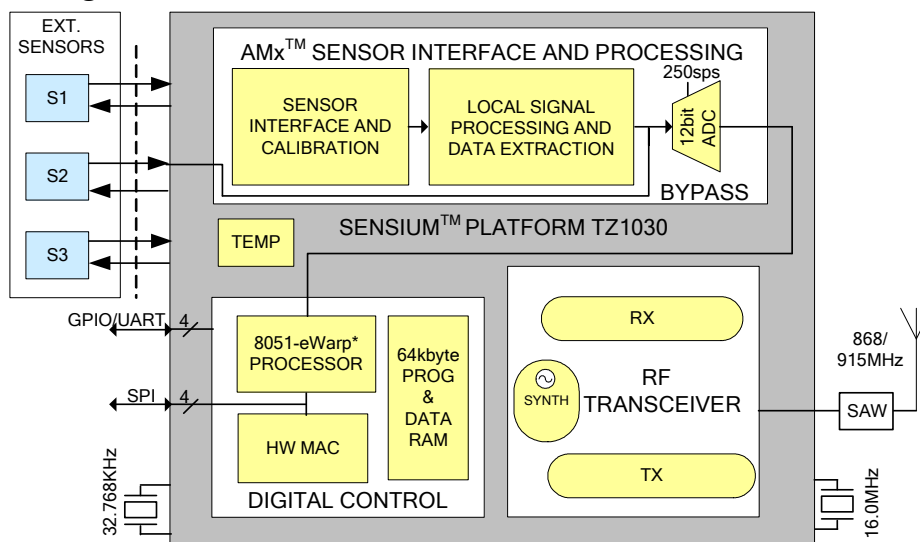 EXT.
SENSORS
S1
S2
S3
AMx™ SENSOR INTERFACE AND PROCESSING
SENSOR
INTERFACE AND
CALIBRATION
LOCAL SIGNAL
PROCESSING AND
DATA EXTRACTION
250sps
12bit
ADC
BYPASS
SENSIUM™ PLATFORM TZ1030
TEMP
GPIO/UART
4
SPI
4
8051-eWarp*
PROCESSOR
HW MAC
64kbyte
PROG
&
DATA
RAM
DIGITAL CONTROL
RX
SYNTH
RF
TRANSCEIVER
TX
868/
915MHz
SAW
32.768KHz
16.0MHz